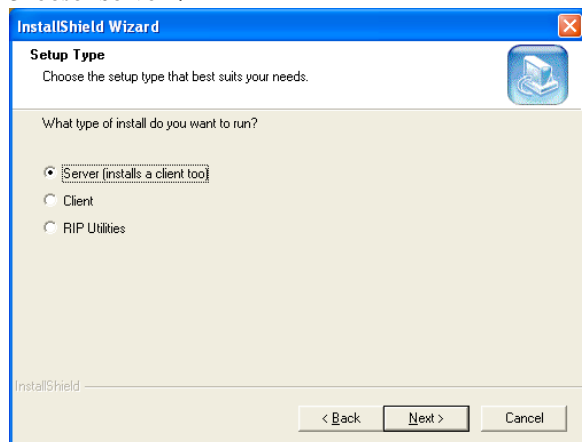 InstallShield Wizard
Setup Type
Choose the setup type that best suits your needs.
What type of install do you want to run?
Server (installs a client too)
Client
RIP Utilities
InstallShield
< Back Next > Cancel